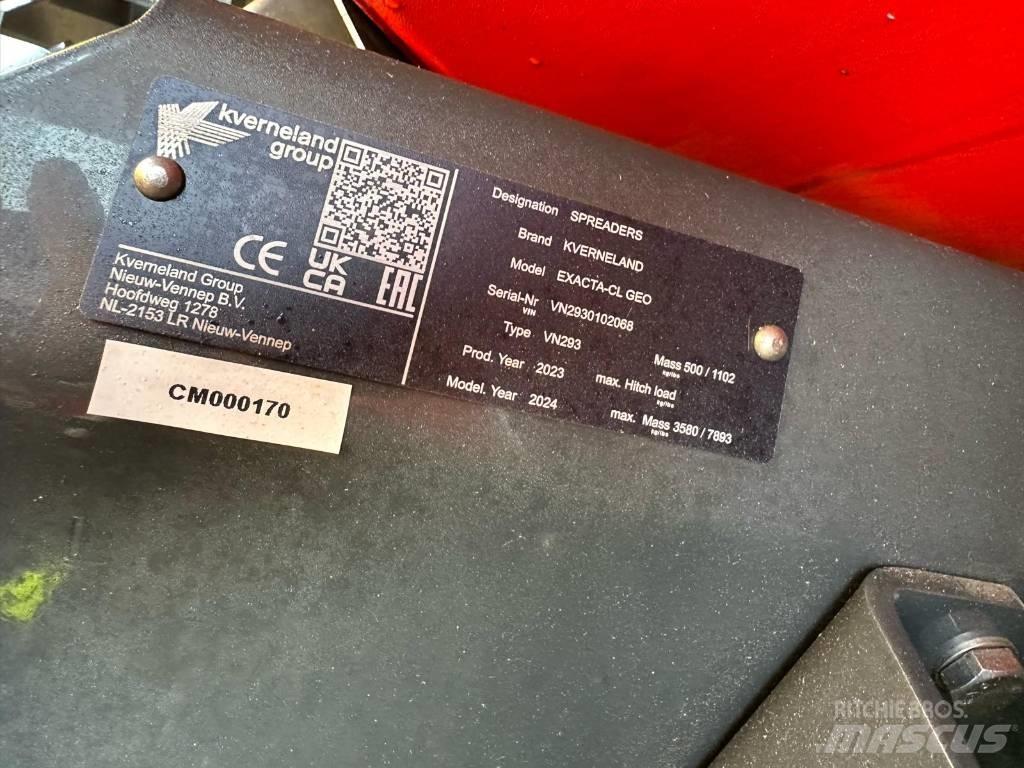 kverneland
group
CE
UK
CA
EAC
Kverneland Group
Nieuw-Vennep B.V.
Hoofdweg 1278
NL-2153 LR Nieuw-Vennep
Designation SPREADERS
Brand KVERNELAND
Model EXACTA-CL GEO
Serial-Nr VN2930102068
VIN
Type VN293
Prod. Year 2023
Model. Year 2024
Mass 500 / 1102
kg/lbs
max. Hitch load
kg/lbs
max. Mass 3580 / 7893
kg/lbs
CM000170
RITCHIE BROS.
MASCUS